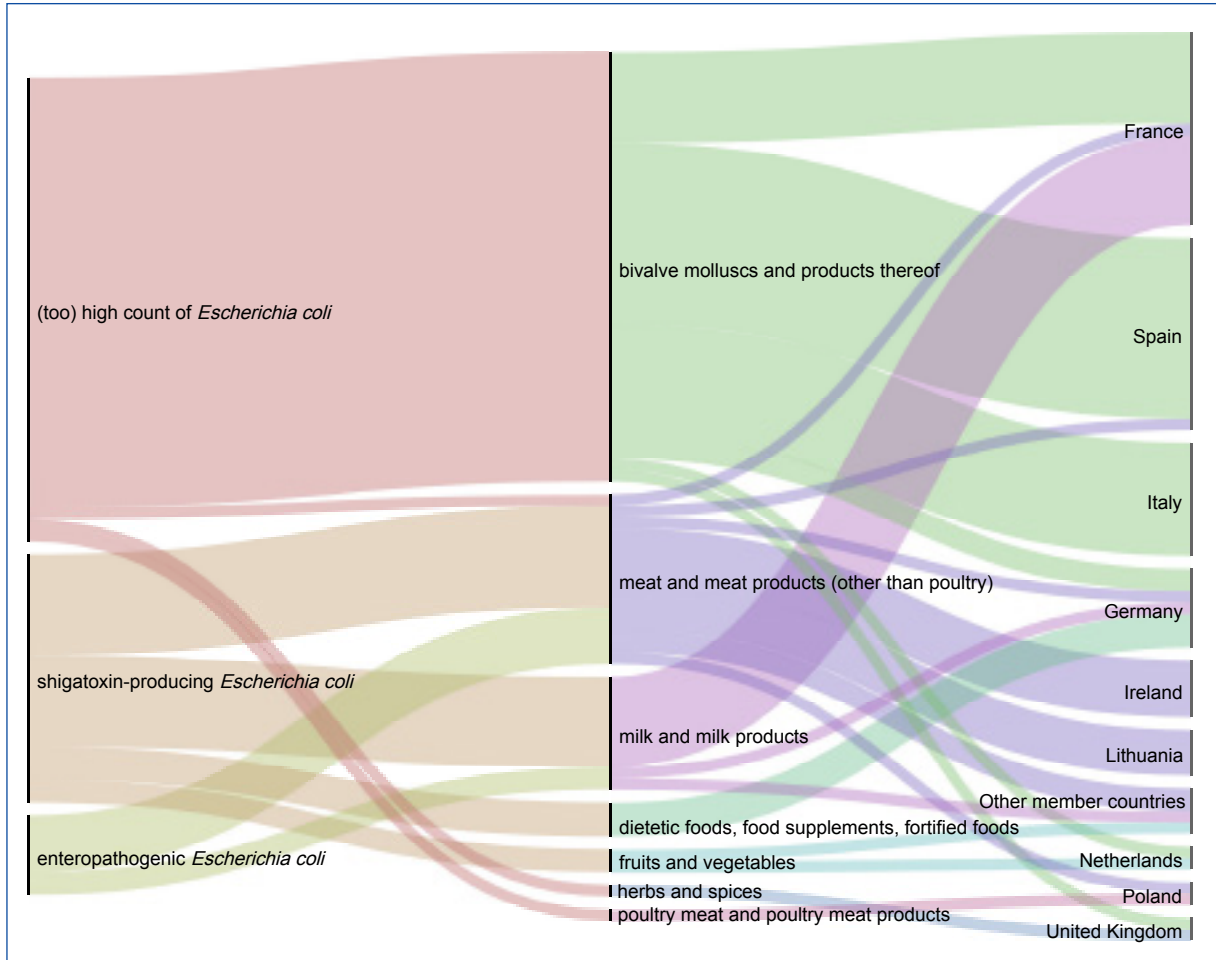 (too) high count of Escherichia coli
shigatoxin-producing Escherichia coli
enteropathogenic Escherichia coli
bivalve molluscs and products thereof
meat and meat products (other than poultry)
milk and milk products
dietetic foods, food supplements, fortified foods
fruits and vegetables
herbs and spices
poultry meat and poultry meat products
France
Spain
Italy
Germany
Ireland
Lithuania
Other member countries
Netherlands
Poland
United Kingdom